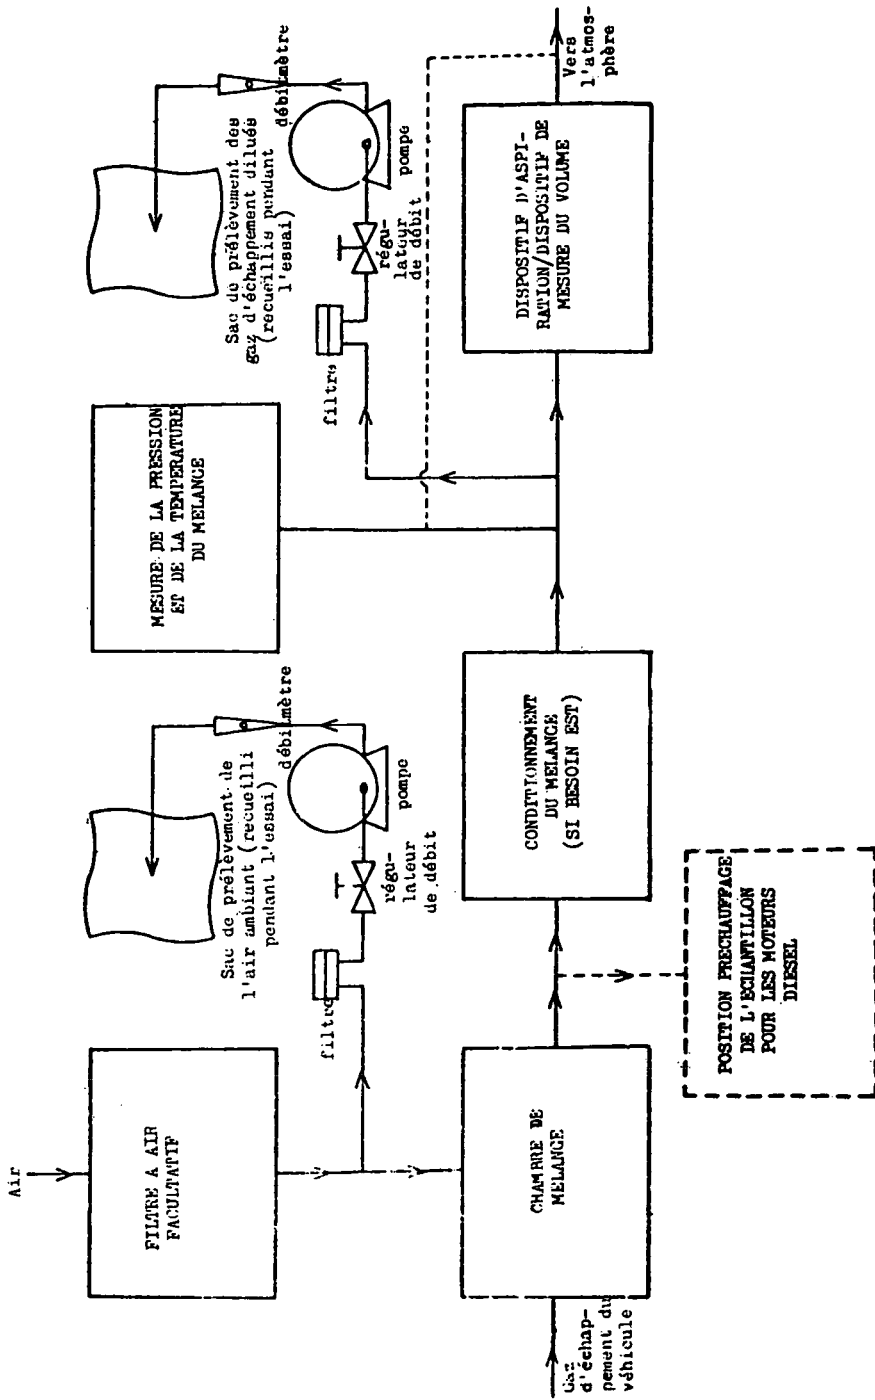 Air
FILTRE A AIR
FACULTATIF
Sac de prélèvement de
l'air ambiant (recueilli
pendant l'essai)
débitmètre
filtre
régu-
lateur
de débit
pompe
MESURE DE LA PRESSION
ET DE LA TEMPERATURE
DU MELANGE
Sac de prélèvement des
gaz d'échappement dilués
(recueillis pendant
l'essai)
débitmètre
filtre
régu-
lateur
de débit
pompe
Gaz
d'échap-
pement du
véhicule
CHAMBRE DE
MELANGE
CONDITIONNEMENT
DU MELANGE
(SI BESOIN EST)
DISPOSITIF D'ASPI-
RATION/DISPOSITIF DE
MESURE DU VOLUME
Vers
l'atmos-
phère
POSITION PRECHAUFFAGE
DE L'ECHANTILLON
POUR LES MOTEURS
DIESEL